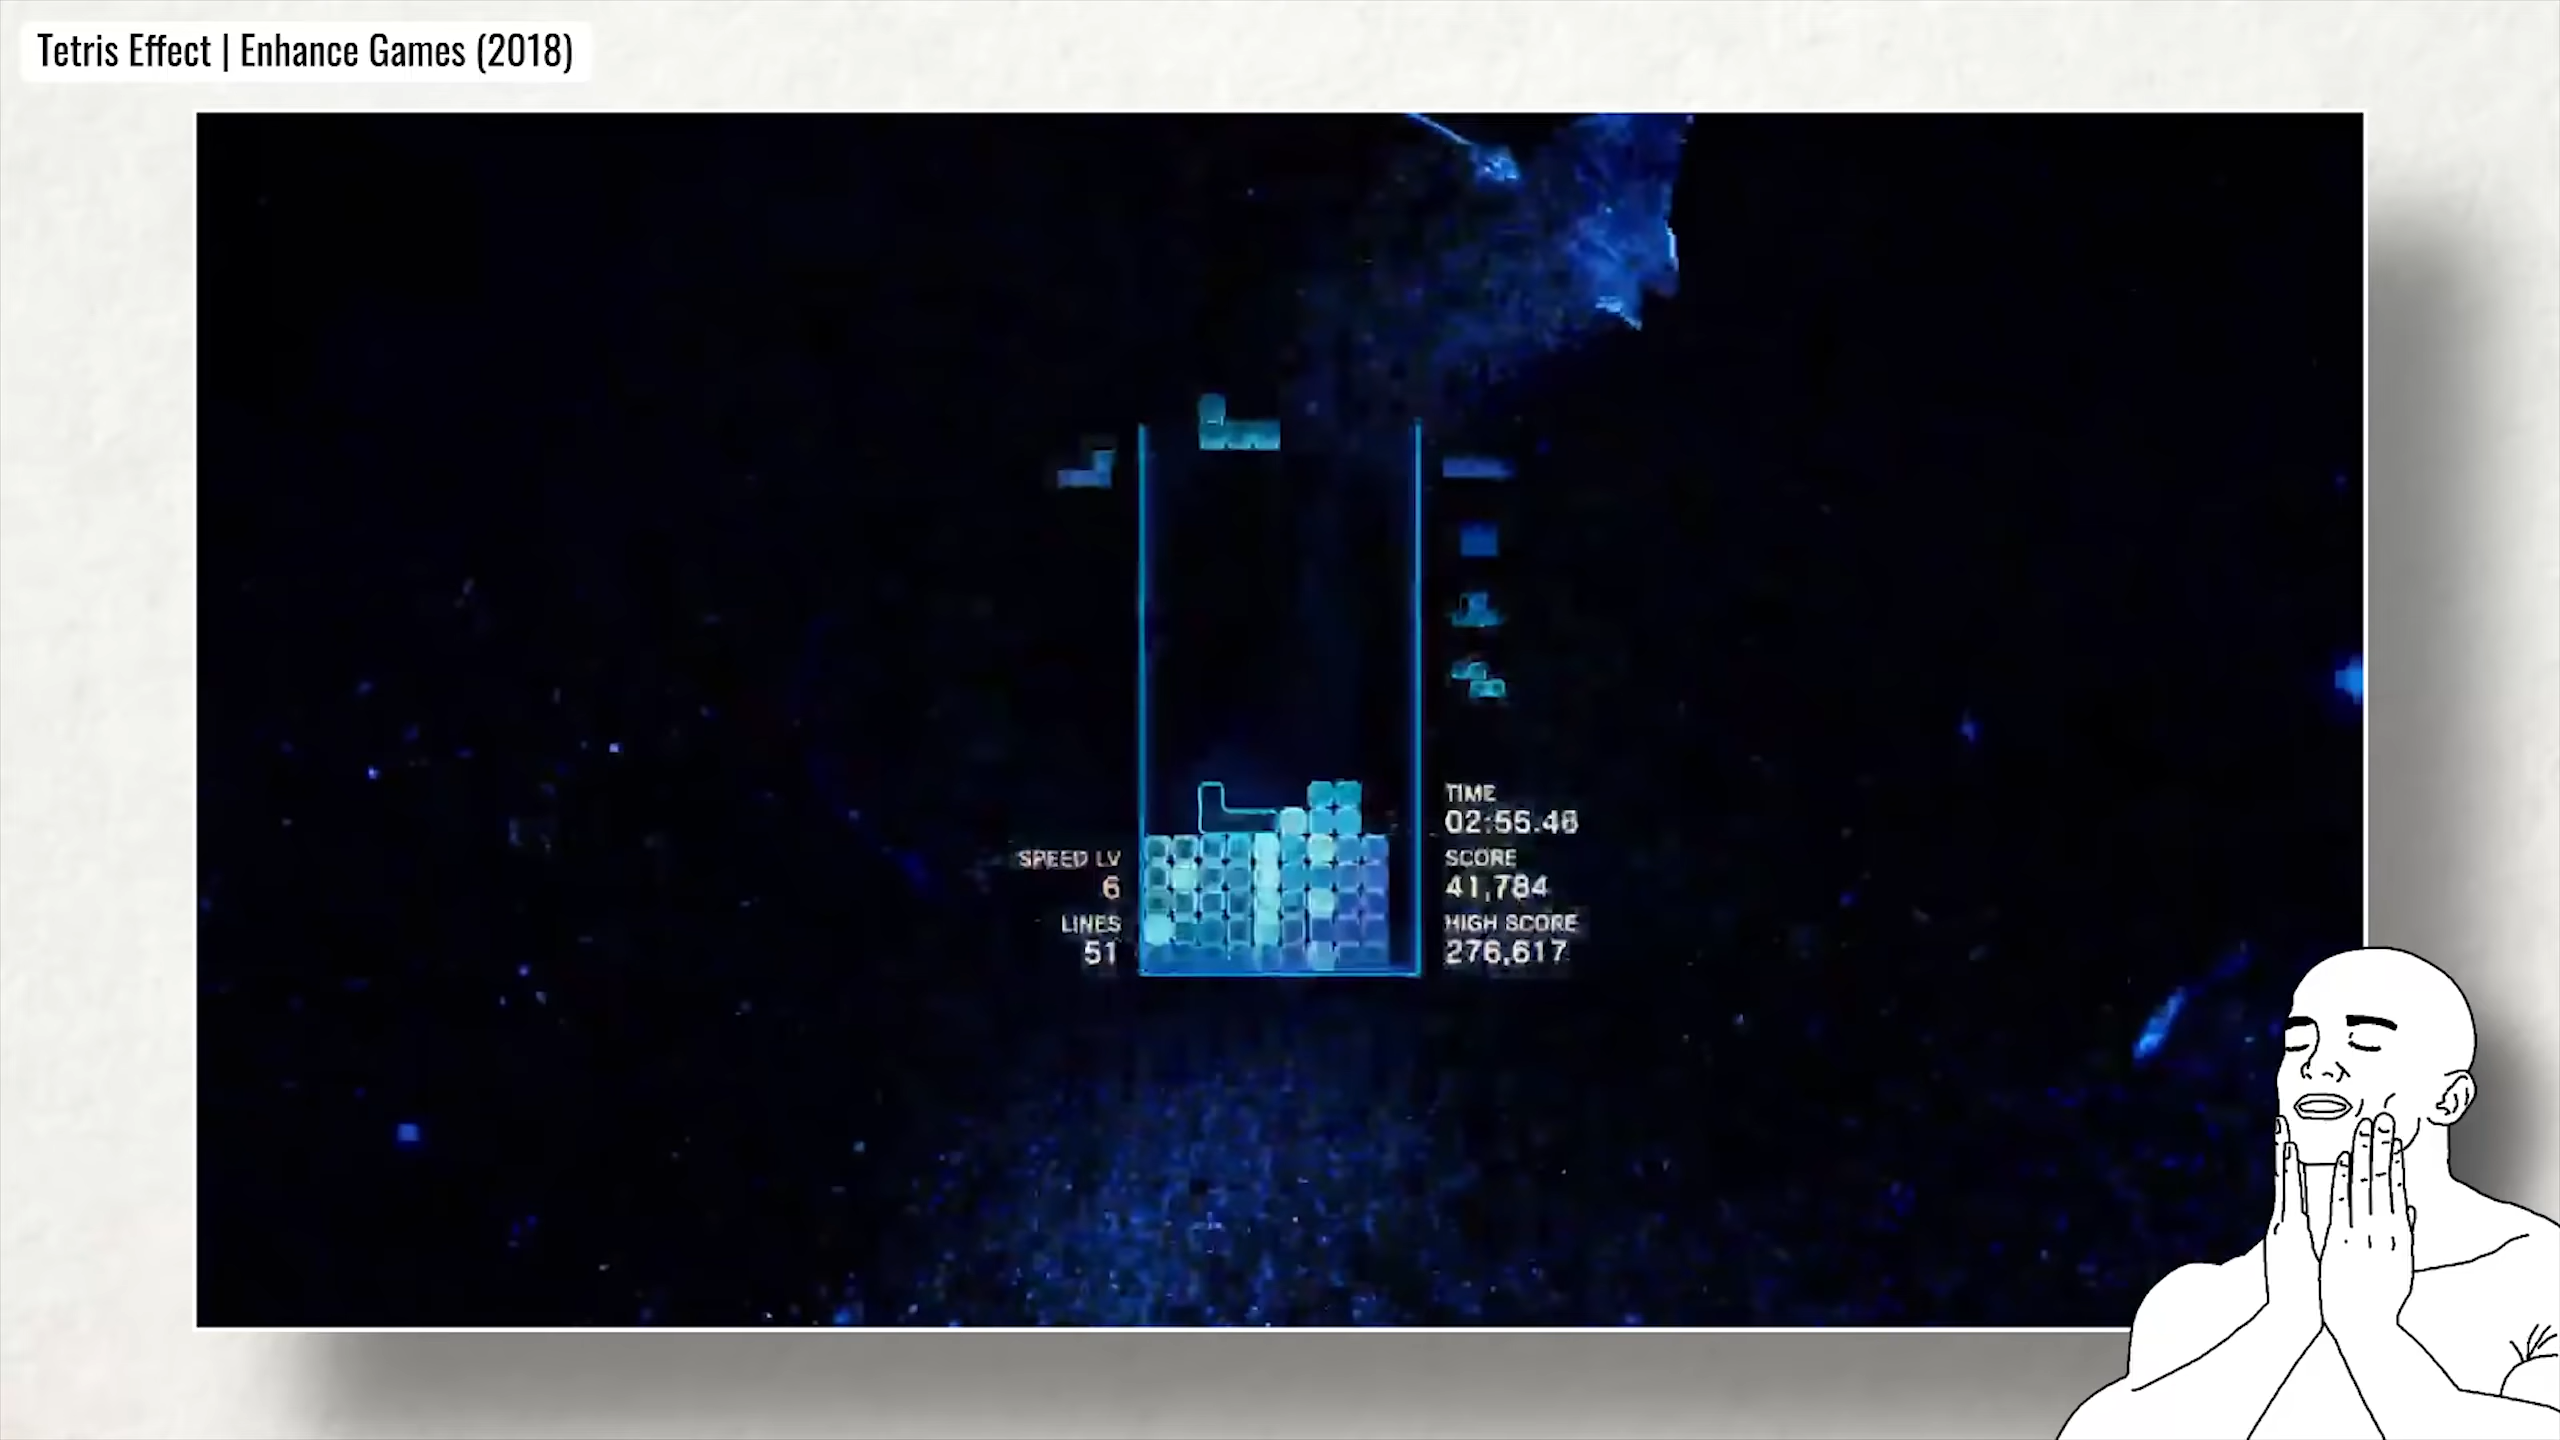 Tetris Effect | Enhance Games (2018)
SPEED LV
6
LINES
51
TIME
02:55.48
SCORE
41,784
HIGH SCORE
276,617